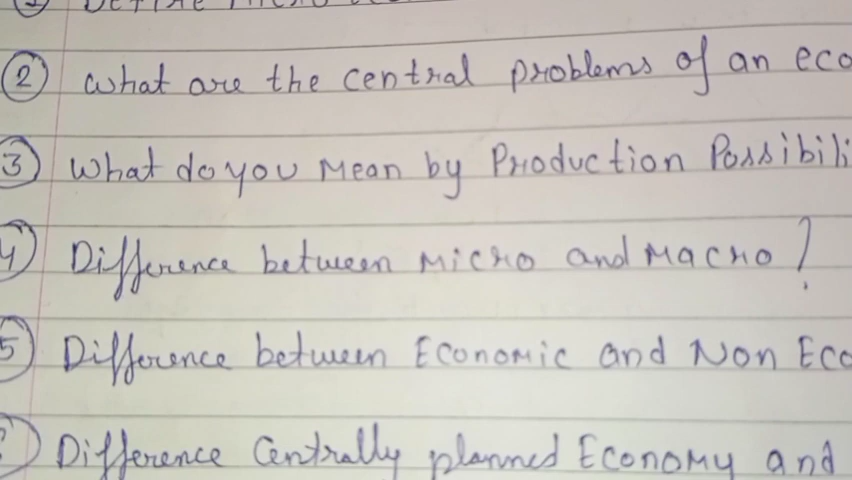 ② What are the central problems of an eco
③ What do you mean by Production Possibili
④ Difference between Micro and Macro?
⑤ Difference between Economic and Non Eco
Difference Centrally planned Economy and